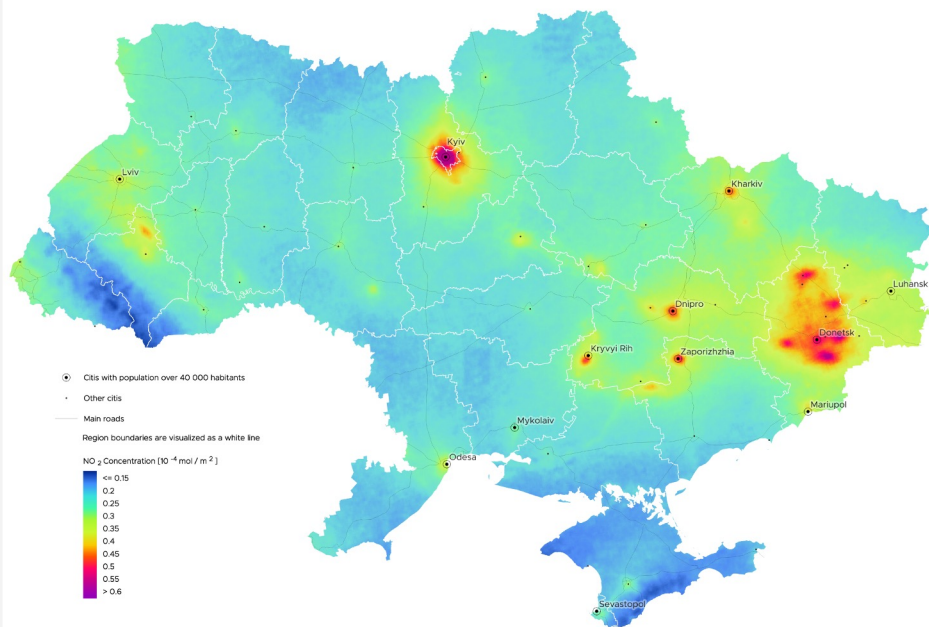 Kyiv
Lviv
Kharkiv
Luhansk
Dnipro
Donetsk
Kryvyi Rih
Zaporizhzhia
Mariupol
Mykolaiv
Odesa
Sevastopol
Citis with population over 40 000 habitants
Other citis
Main roads
Region boundaries are visualized as a white line
NO 2 Concentration [10 -4 mol / m 2 ]
<= 0.15
0.2
0.25
0.3
0.35
0.4
0.45
0.5
0.55
> 0.6